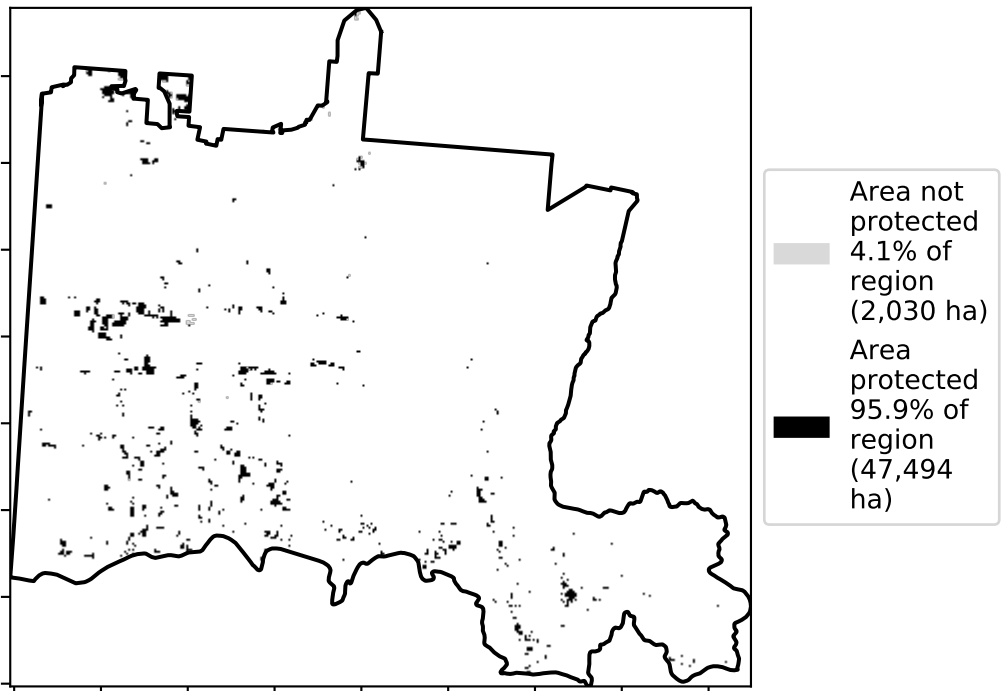 Area not
protected
4.1% of
region
(2,030 ha)
Area
protected
95.9% of
region
(47,494
ha)